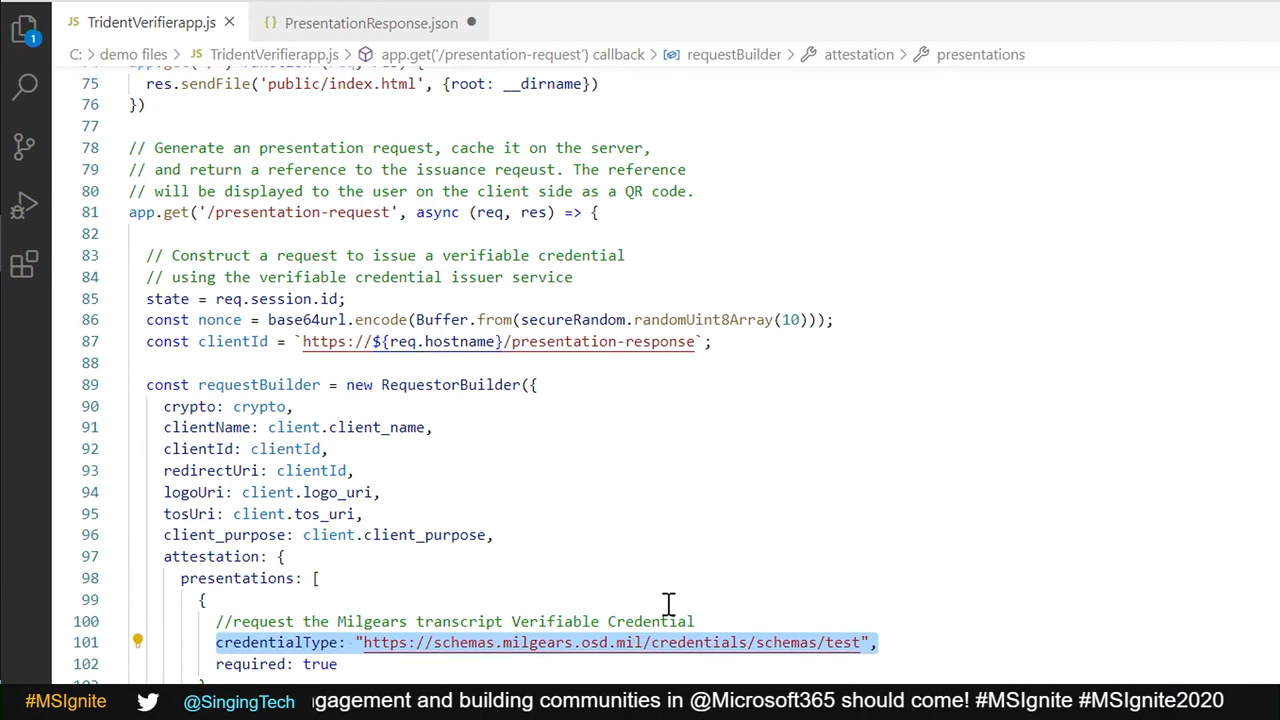 JS TridentVerifierapp.js ×
{} PresentationResponse.json
1
C: > demo files > JS TridentVerifierapp.js > app.get('/presentation-request') callback > requestBuilder > attestation > presentations
75 res.sendFile('public/index.html', {root: __dirname})
76 })
77
78 // Generate an presentation request, cache it on the server,
79 // and return a reference to the issuance reqeust. The reference
80 // will be displayed to the user on the client side as a QR code.
81 app.get('/presentation-request', async (req, res) => {
82
83 // Construct a request to issue a verifiable credential
84 // using the verifiable credential issuer service
85 state = req.session.id;
86 const nonce = base64url.encode(Buffer.from(secureRandom.randomUint8Array(10)));
87 const clientId = `https://${req.hostname}/presentation-response`;
88
89 const requestBuilder = new RequestorBuilder({
90 crypto: crypto,
91 clientName: client.client_name,
92 clientId: clientId,
93 redirectUri: clientId,
94 logoUri: client.logo_uri,
95 tosUri: client.tos_uri,
96 client_purpose: client.client_purpose,
97 attestation: {
98 presentations: [
99 {
100 //request the Milgears transcript Verifiable Credential
101 credentialType: "https://schemas.milgears.osd.mil/credentials/schemas/test",
102 required: true
#MSIgnite @SingingTech ngagement and building communities in @Microsoft365 should come! #MSIgnite #MSIgnite2020